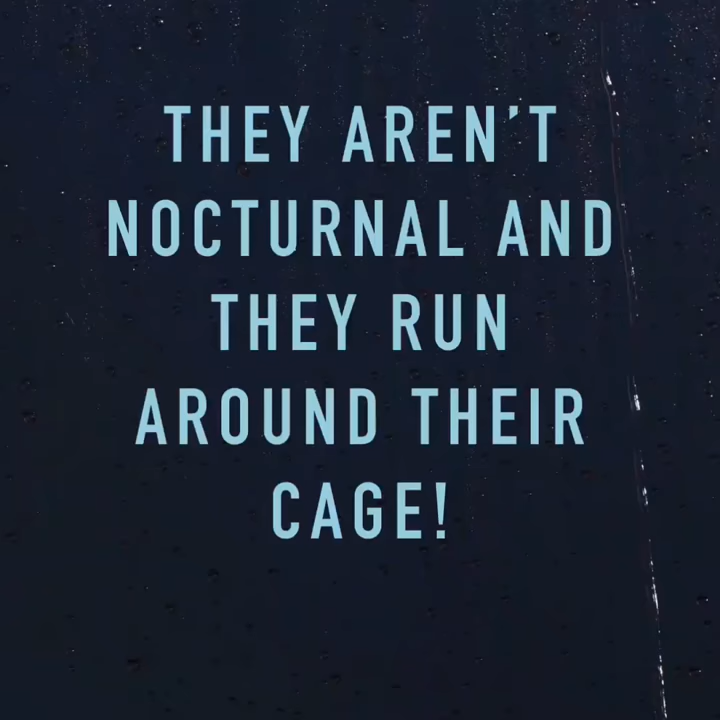 THEY AREN’T
NOCTURNAL AND
THEY RUN
AROUND THEIR
CAGE!